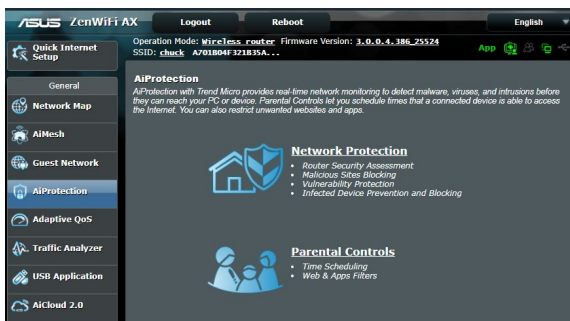 ASUS ZenWiFi AX Logout Reboot English
Quick Internet Setup
Operation Mode: Wireless router Firmware Version: 3.0.0.4.386_25524
SSID: chuck A701B04F321B35A...
App
General
Network Map
AiMesh
Guest Network
AiProtection
Adaptive QoS
Traffic Analyzer
USB Application
AiCloud 2.0
AiProtection
AiProtection with Trend Micro provides real-time network monitoring to detect malware, viruses, and intrusions before
they can reach your PC or device. Parental Controls let you schedule times that a connected device is able to access
the Internet. You can also restrict unwanted websites and apps.
Network Protection
• Router Security Assessment
• Malicious Sites Blocking
• Vulnerability Protection
• Infected Device Prevention and Blocking
Parental Controls
• Time Scheduling
• Web & Apps Filters